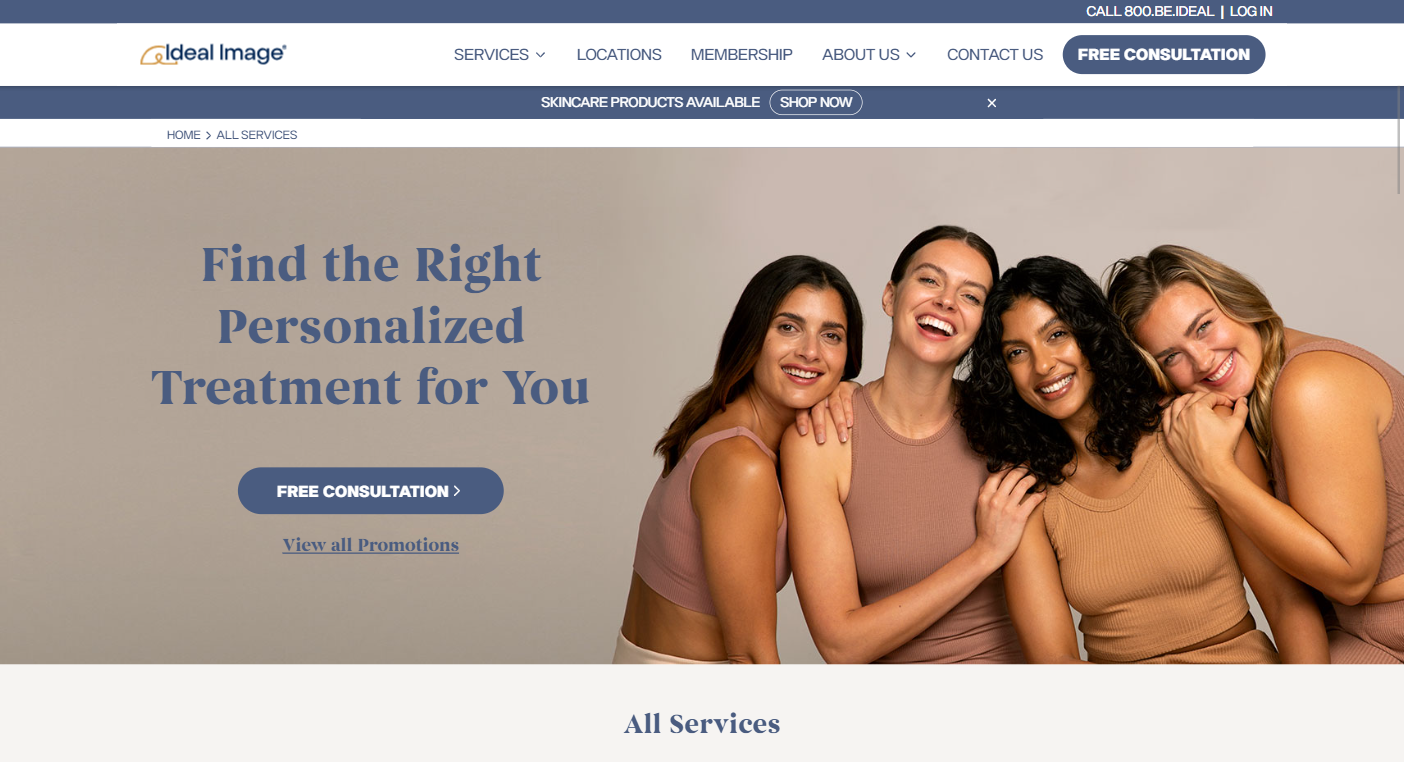 CALL 800.BE.IDEAL | LOG IN
Ideal Image®
SERVICES
LOCATIONS
MEMBERSHIP
ABOUT US
CONTACT US
FREE CONSULTATION
SKINCARE PRODUCTS AVAILABLE
SHOP NOW
HOME > ALL SERVICES
Find the Right
Personalized
Treatment for You
FREE CONSULTATION >
View all Promotions
All Services